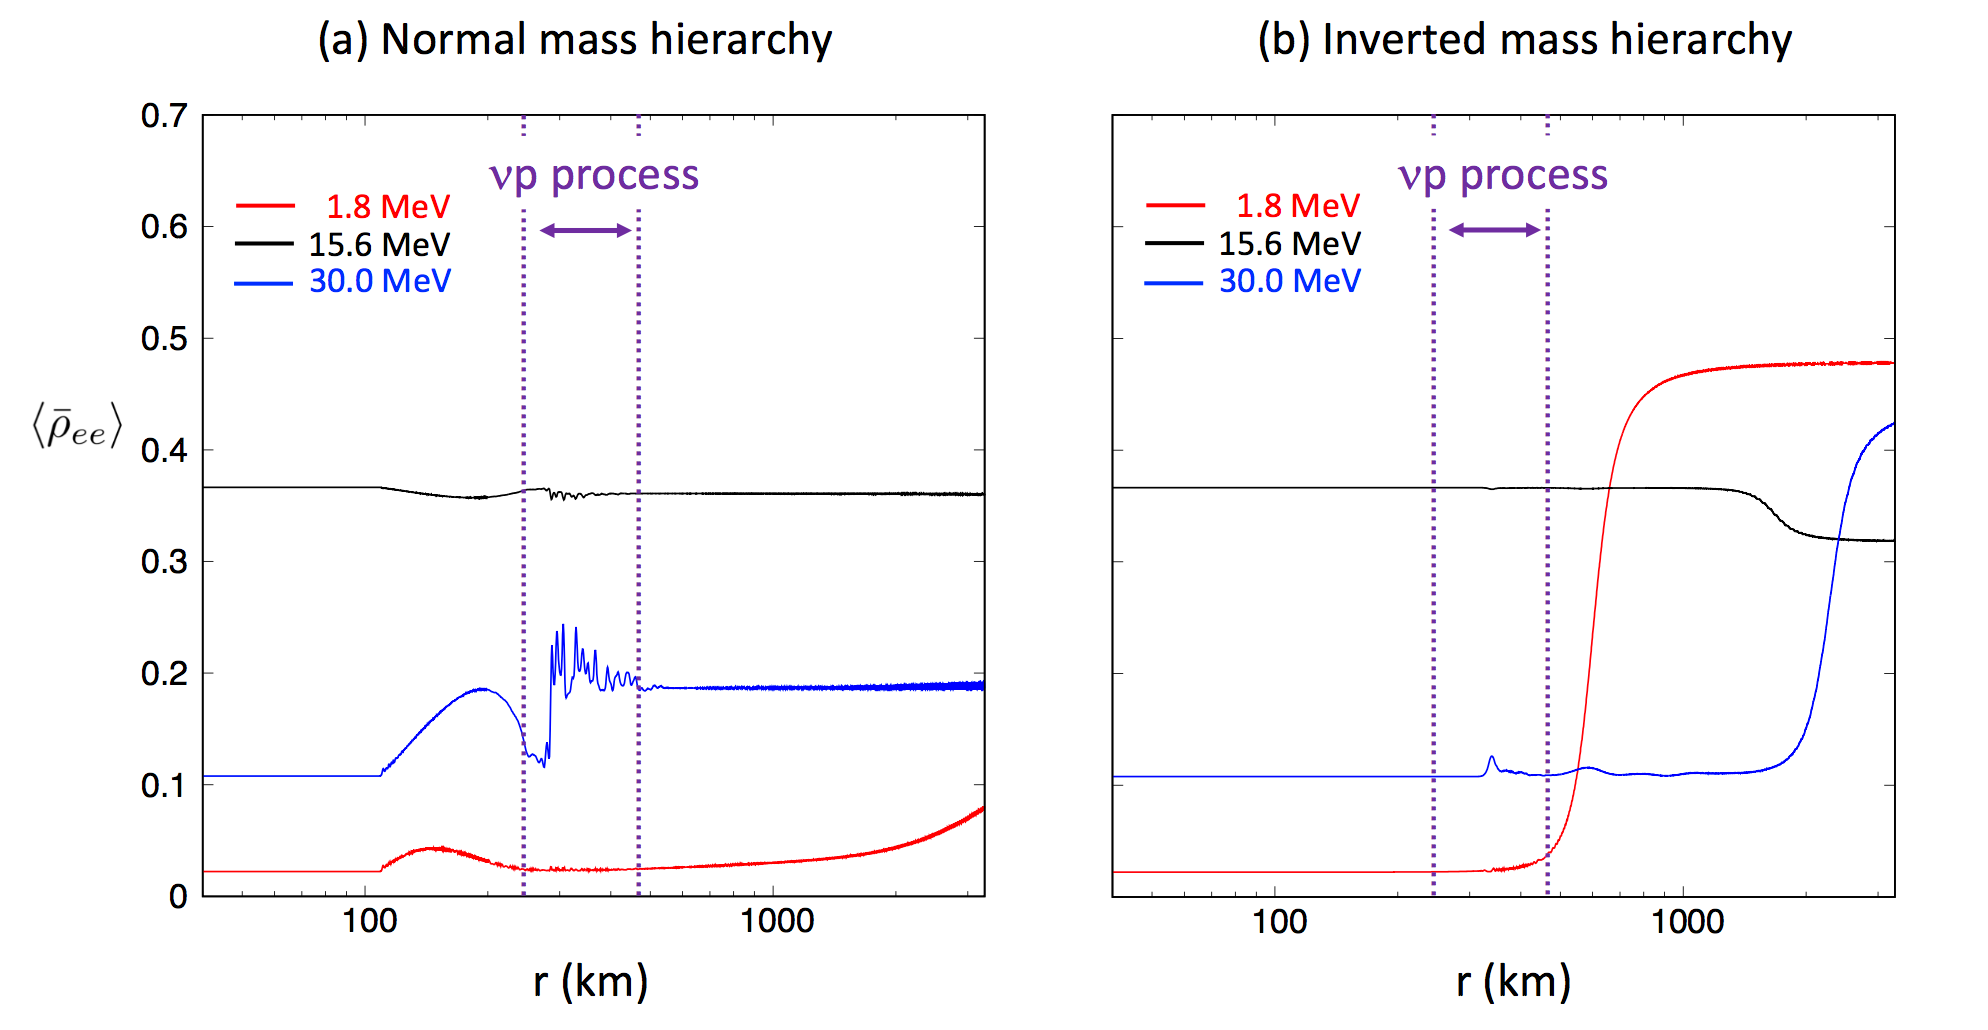 (a) Normal mass hierarchy
(b) Inverted mass hierarchy
0.7
0.6
0.5
0.4
0.3
0.2
0.1
0
⟨ρ̄ee⟩
νp process
1.8 MeV
15.6 MeV
30.0 MeV
100
1000
r (km)
νp process
1.8 MeV
15.6 MeV
30.0 MeV
100
1000
r (km)